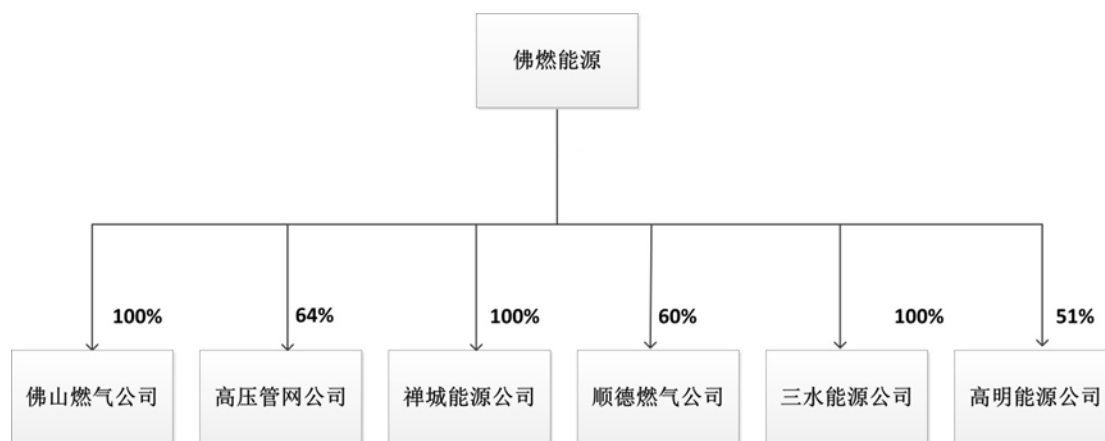 佛燃能源
100%
64%
100%
60%
100%
51%
佛山燃气公司
高压管网公司
禅城能源公司
顺德燃气公司
三水能源公司
高明能源公司